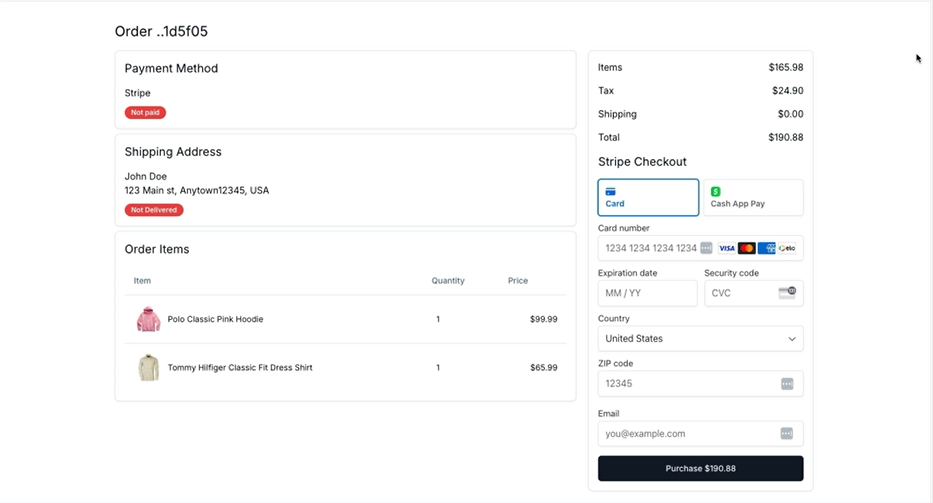 Order ..1d5f05
Payment Method
Stripe
Not paid
Shipping Address
John Doe
123 Main st, Anytown12345, USA
Not Delivered
Order Items
Item Quantity Price
Polo Classic Pink Hoodie 1 $99.99
Tommy Hilfiger Classic Fit Dress Shirt 1 $65.99
Items $165.98
Tax $24.90
Shipping $0.00
Total $190.88
Stripe Checkout
Card
Cash App Pay
Card number
1234 1234 1234 1234 VISA elo
Expiration date Security code
MM / YY CVC
Country
United States
ZIP code
12345
Email
you@example.com
Purchase $190.88